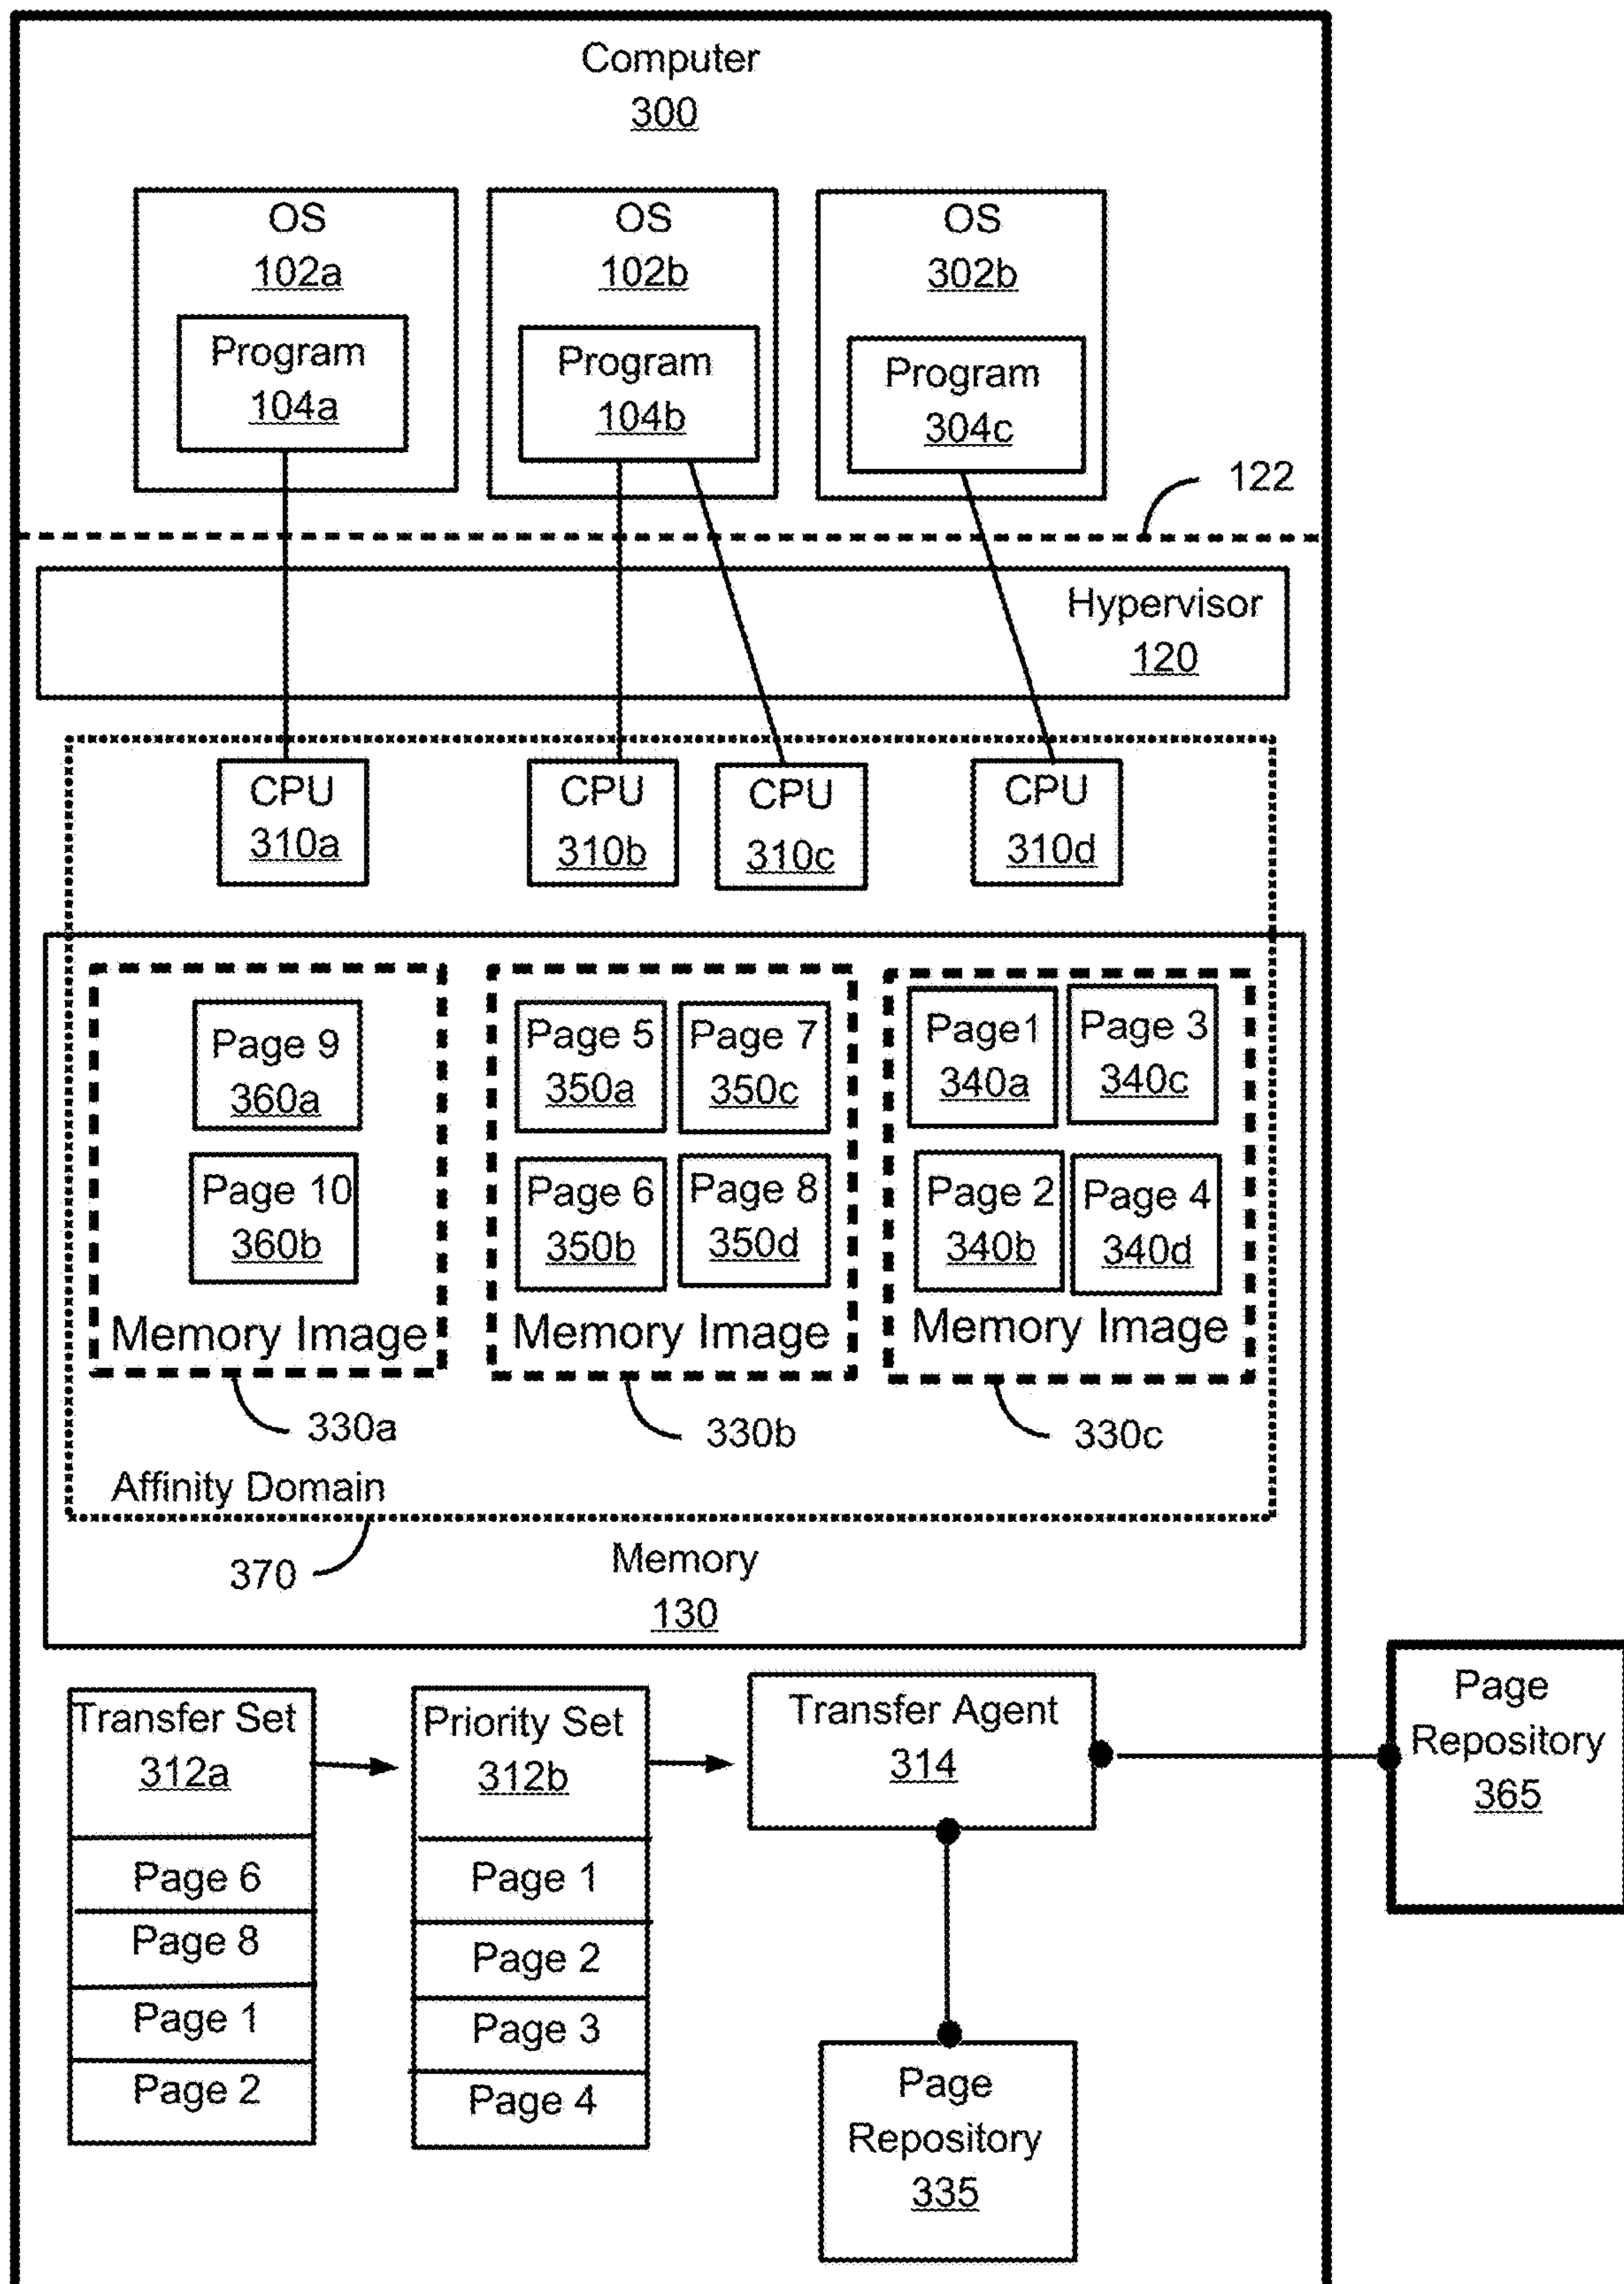 Computer
300
OS
102a
Program
104a
OS
102b
Program
104b
OS
302b
Program
304c
122
Hypervisor
120
CPU
310a
CPU
310b
CPU
310c
CPU
310d
Page 9
360a
Page 10
360b
Memory Image
330a
Page 5
350a
Page 7
350c
Page 6
350b
Page 8
350d
Memory Image
330b
Page1
340a
Page 3
340c
Page 2
340b
Page 4
340d
Memory Image
330c
Affinity Domain
370
Memory
130
Transfer Set
312a
Page 6
Page 8
Page 1
Page 2
Priority Set
312b
Page 1
Page 2
Page 3
Page 4
Transfer Agent
314
Page
Repository
335
Page
Repository
365